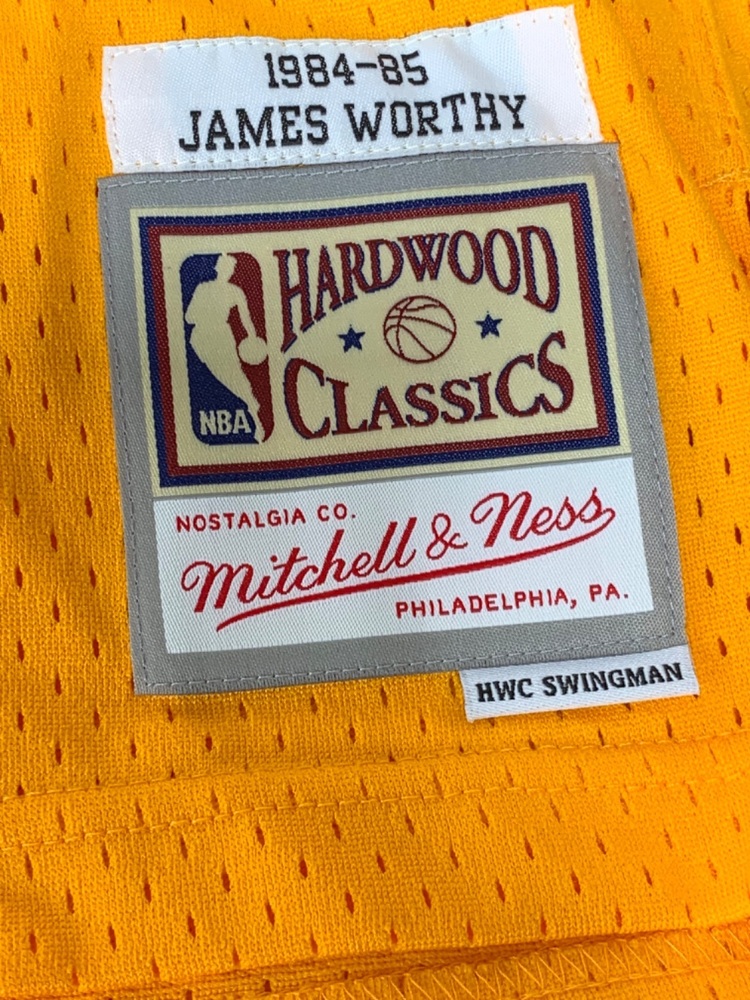 1984-85
JAMES WORTHY
HARDWOOD
CLASSICS
NBA
NOSTALGIA CO.
Mitchell & Ness
PHILADELPHIA, PA.
HWC SWINGMAN